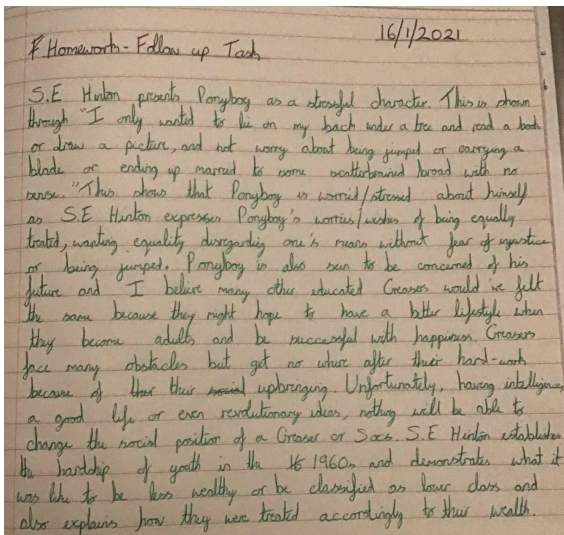 16/1/2021
Homework - Follow up Task
S.E Hinton presents Ponyboy as a stressful character. This is shown
through "I only wanted to lie on my back under a tree and read a book
or draw a picture, and not worry about being jumped or carrying a
blade or ending up married to some scatterbrained broad with no
sense." This shows that Ponyboy is worrid/stressed about himself
as S.E Hinton expresses Ponyboy's worries/wishes of being equally
treated, wanting equality disregarding one's means without fear of injustice
or being jumped. Ponyboy is also seen to be concerned of his
future and I believe many other educated Greasers would've felt
the same because they might hope to have a better lifestyle when
they become adults and be successful with happiness. Greasers
face many obstacles but get no where after their hard-work
because of their social upbringing. Unfortunately, having intelligence,
a good life or even revolutionary ideas, nothing will be able to
change the social position of a Greaser or Socs. S.E Hinton establishes
the hardship of youth in the 1960s and demonstrates what it
was like to be less wealthy or be classified as lower class and
also explains how they were treated accordingly to their wealth.